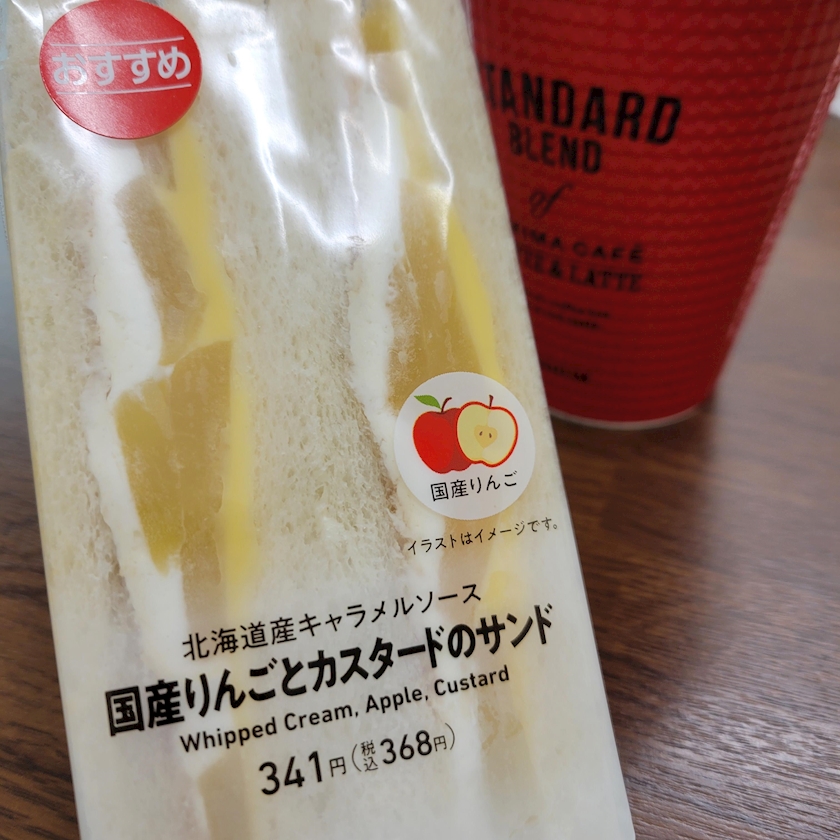 おすすめ
国産りんご
イラストはイメージです。
北海道産キャラメルソース
国産りんごとカスタードのサンド
Whipped Cream, Apple, Custard
341円(税込368円)
STANDARD
BLEND
of
CAFÉ
& LATTE